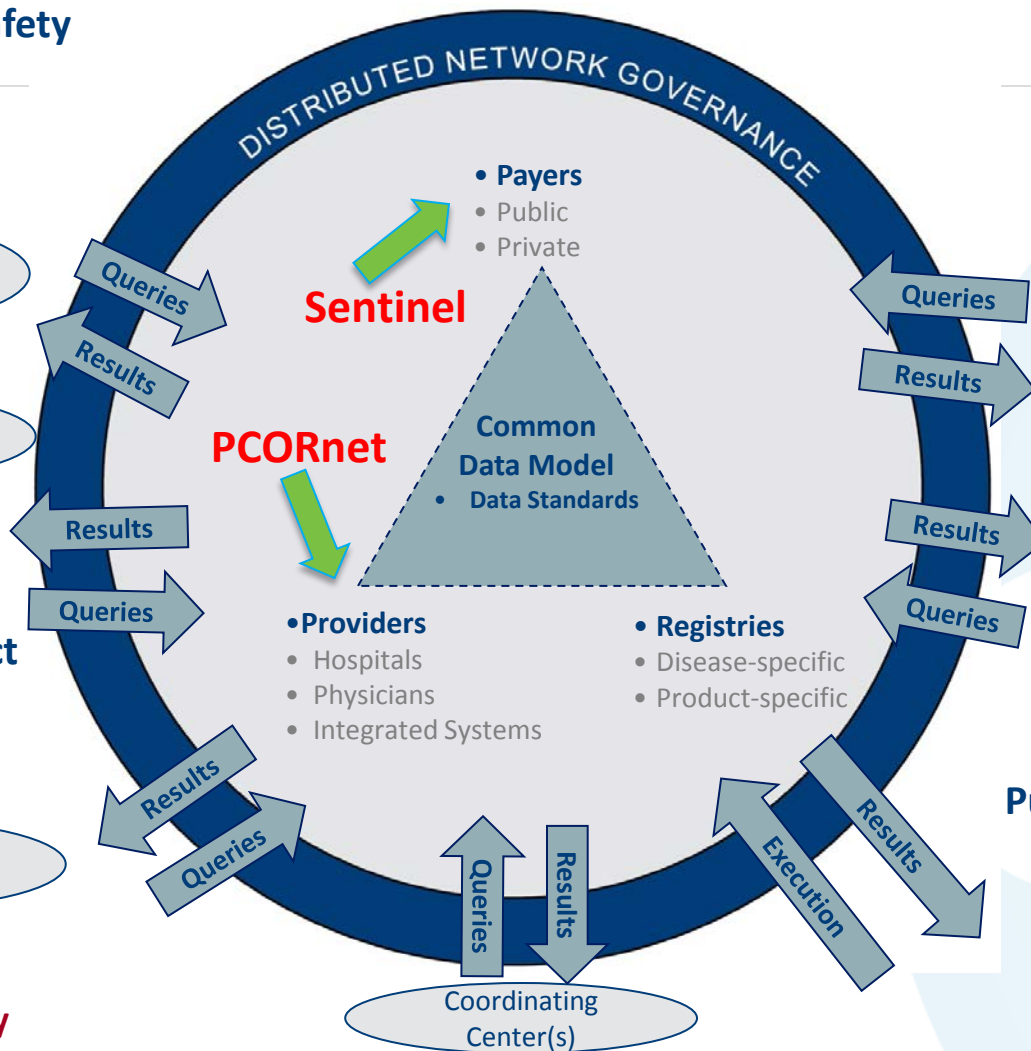 fety
DISTRIBUTED NETWORK GOVERNANCE
• Payers
• Public
• Private
Queries
Results
Sentinel
Queries
Results
PCORnet
Common
Data Model
• Data Standards
Results
Queries
Results
Queries
•Providers
• Hospitals
• Physicians
• Integrated Systems
• Registries
• Disease-specific
• Product-specific
ct
Results
Queries
Queries
Results
Execution
Results
Pu
Coordinating
Center(s)
y